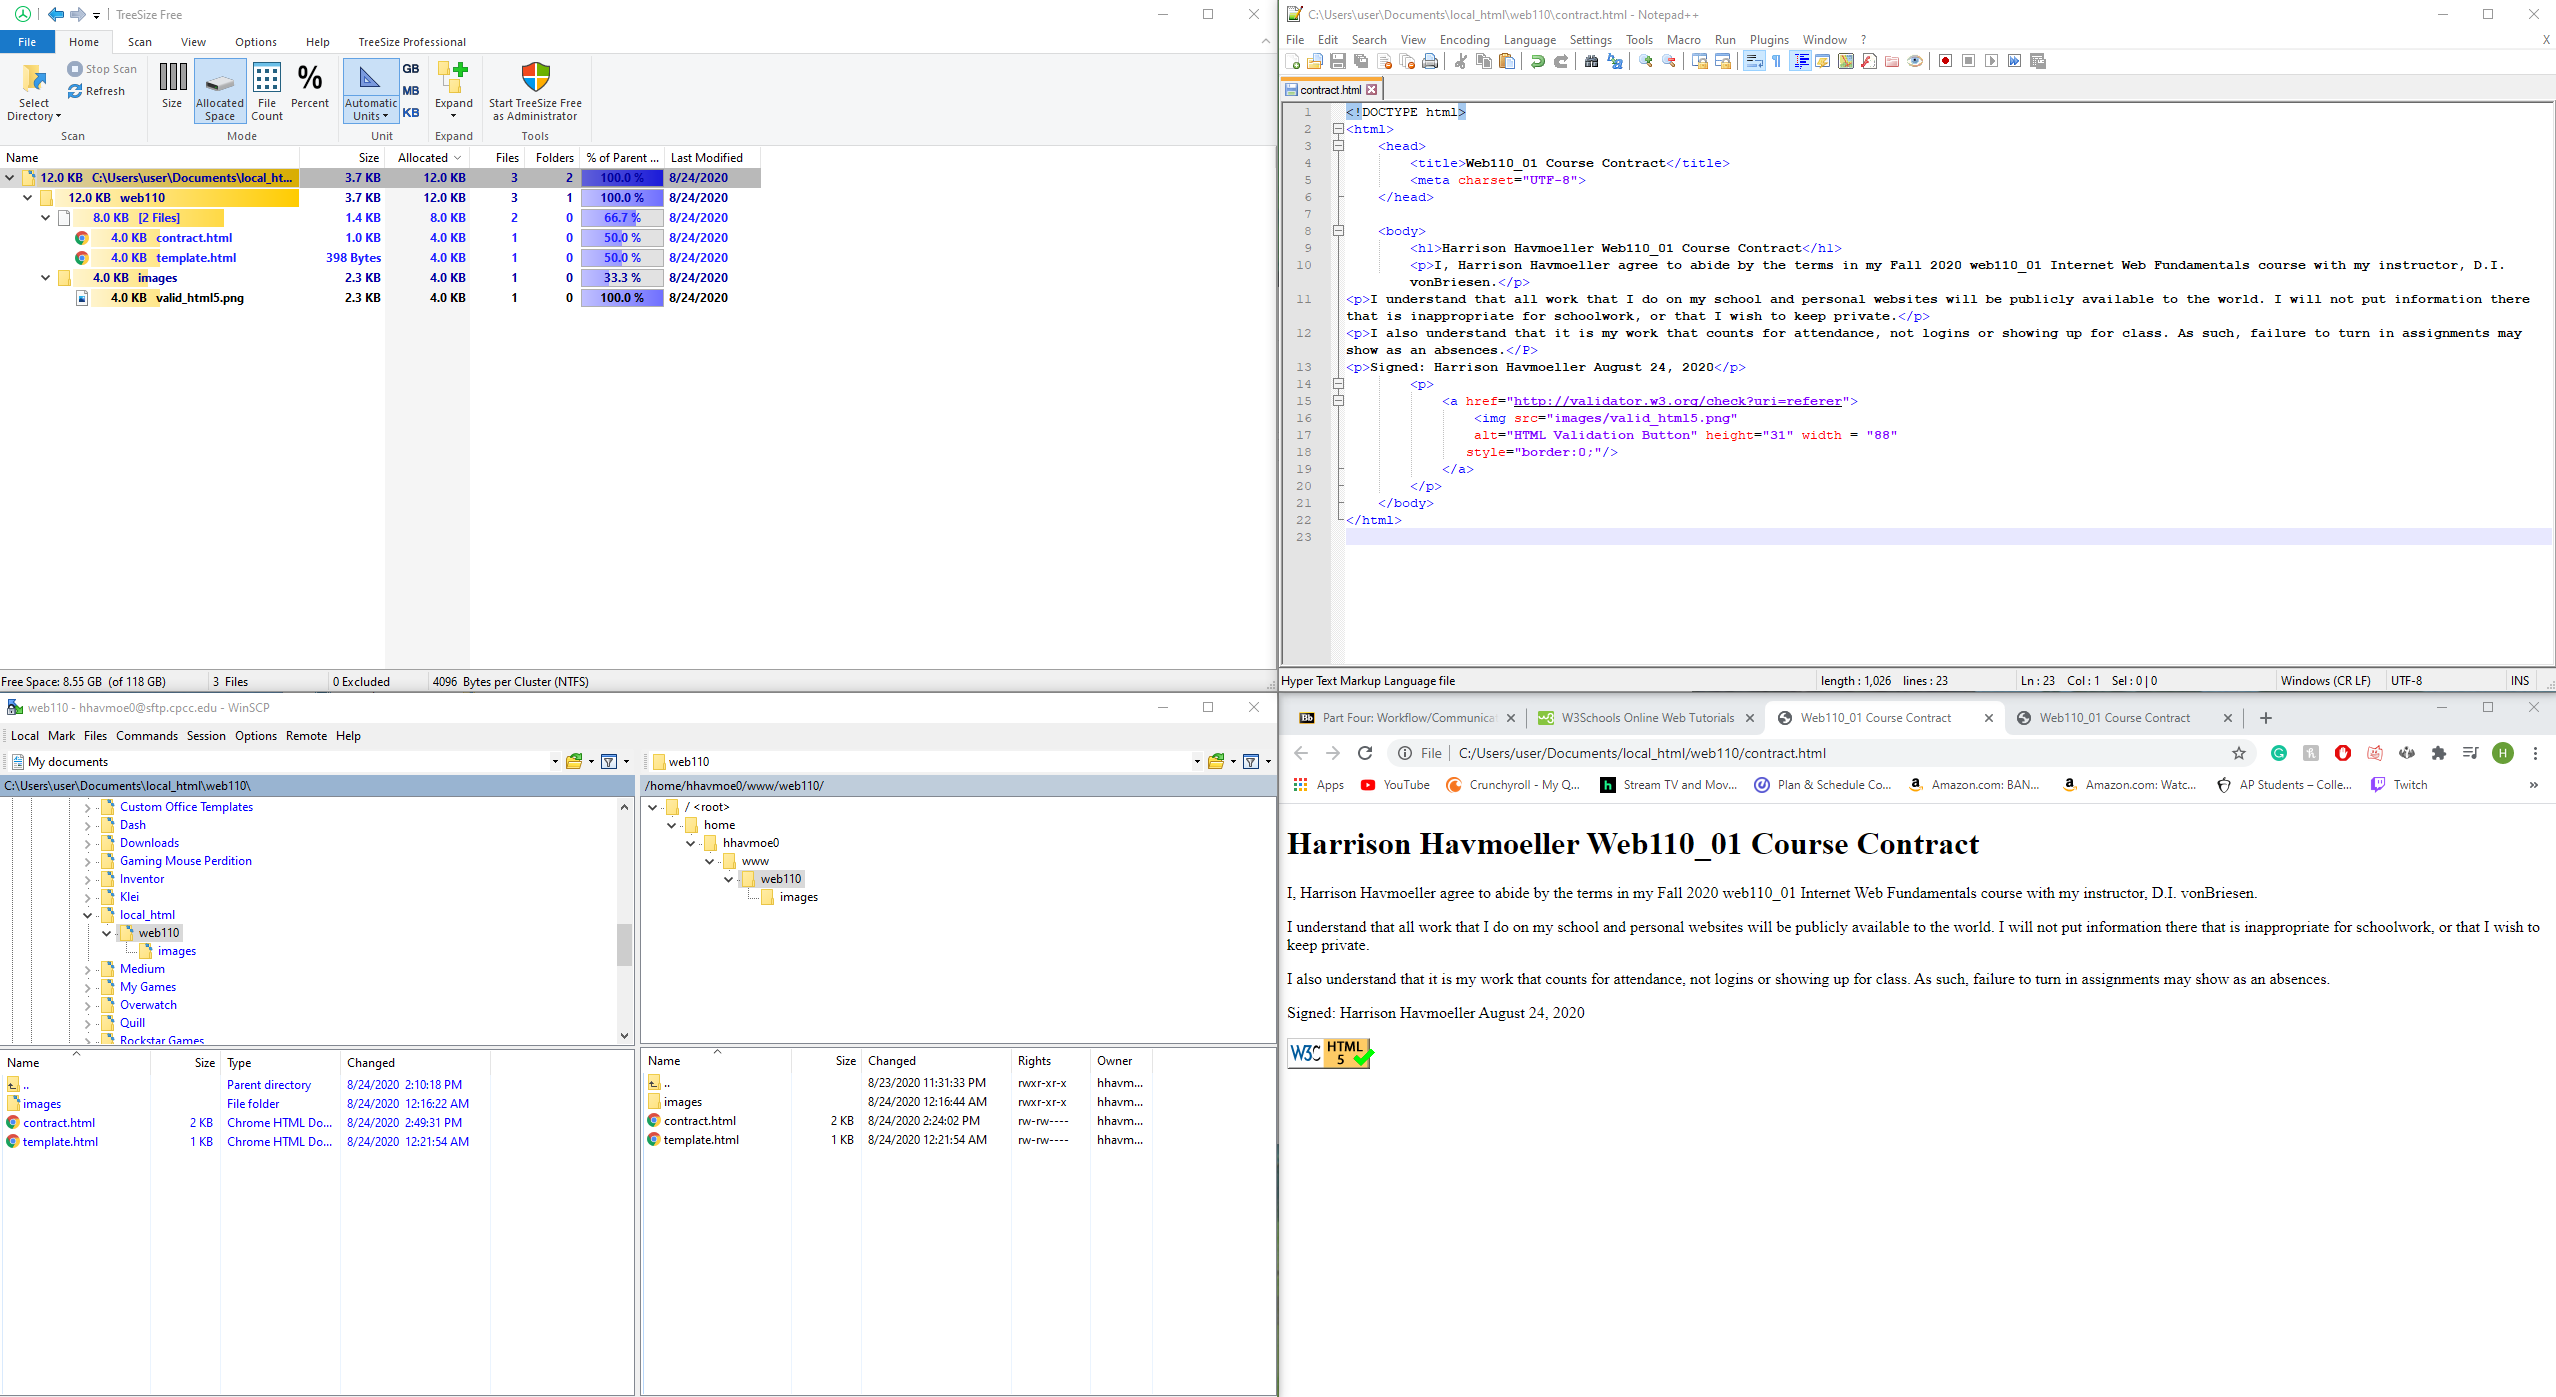 TreeSize Free
File Home Scan View Options Help TreeSize Professional
Select Directory
Stop Scan
Refresh
Scan
Size
Allocated Space
File Count
Percent
Mode
Automatic Units
GB
MB
KB
Unit
Expand
Expand
Start TreeSize Free as Administrator
Tools
Name Size Allocated Files Folders % of Parent ... Last Modified
12.0 KB C:\Users\user\Documents\local_ht... 3.7 KB 12.0 KB 3 2 100.0 % 8/24/2020
12.0 KB web110 3.7 KB 12.0 KB 3 1 100.0 % 8/24/2020
8.0 KB [2 Files] 1.4 KB 8.0 KB 2 0 66.7 % 8/24/2020
4.0 KB contract.html 1.0 KB 4.0 KB 1 0 50.0 % 8/24/2020
4.0 KB template.html 398 Bytes 4.0 KB 1 0 50.0 % 8/24/2020
4.0 KB images 2.3 KB 4.0 KB 1 0 33.3 % 8/24/2020
4.0 KB valid_html5.png 2.3 KB 4.0 KB 1 0 100.0 % 8/24/2020
Free Space: 8.55 GB (of 118 GB) 3 Files 0 Excluded 4096 Bytes per Cluster (NTFS)
C:\Users\user\Documents\local_html\web110\contract.html - Notepad++
File Edit Search View Encoding Language Settings Tools Macro Run Plugins Window ? X
contract.html
1 <!DOCTYPE html>
2 <html>
3 <head>
4 <title>Web110_01 Course Contract</title>
5 <meta charset="UTF-8">
6 </head>
7
8 <body>
9 <h1>Harrison Havmoeller Web110_01 Course Contract</h1>
10 <p>I, Harrison Havmoeller agree to abide by the terms in my Fall 2020 web110_01 Internet Web Fundamentals course with my instructor, D.I.
vonBriesen.</p>
11 <p>I understand that all work that I do on my school and personal websites will be publicly available to the world. I will not put information there
that is inappropriate for schoolwork, or that I wish to keep private.</p>
12 <p>I also understand that it is my work that counts for attendance, not logins or showing up for class. As such, failure to turn in assignments may
show as an absences.</P>
13 <p>Signed: Harrison Havmoeller August 24, 2020</p>
14 <p>
15 <a href="http://validator.w3.org/check?uri=referer">
16 <img src="images/valid_html5.png"
17 alt="HTML Validation Button" height="31" width = "88"
18 style="border:0;"/>
19 </a>
20 </p>
21 </body>
22 </html>
23
Hyper Text Markup Language file length : 1,026 lines : 23 Ln : 23 Col : 1 Sel : 0 | 0 Windows (CR LF) UTF-8 INS
web110 - hhavmoe0@sftp.cpcc.edu - WinSCP
Local Mark Files Commands Session Options Remote Help
My documents
C:\Users\user\Documents\local_html\web110\
Custom Office Templates
Dash
Downloads
Gaming Mouse Perdition
Inventor
Klei
local_html
web110
images
Medium
My Games
Overwatch
Quill
Rockstar Games
Name Size Type Changed
.. Parent directory 8/24/2020 2:10:18 PM
images File folder 8/24/2020 12:16:22 AM
contract.html 2 KB Chrome HTML Do... 8/24/2020 2:49:31 PM
template.html 1 KB Chrome HTML Do... 8/24/2020 12:21:54 AM
web110
/home/hhavmoe0/www/web110/
/ <root>
home
hhavmoe0
www
web110
images
Name Size Changed Rights Owner
.. 8/23/2020 11:31:33 PM rwxr-xr-x hhavm...
images 8/24/2020 12:16:44 AM rwxr-xr-x hhavm...
contract.html 2 KB 8/24/2020 2:24:02 PM rw-rw---- hhavm...
template.html 1 KB 8/24/2020 12:21:54 AM rw-rw---- hhavm...
Bb Part Four: Workflow/Communica W3Schools Online Web Tutorials Web110_01 Course Contract Web110_01 Course Contract
File C:/Users/user/Documents/local_html/web110/contract.html H
Apps YouTube Crunchyroll - My Q... Stream TV and Mov... Plan & Schedule Co... Amazon.com: BAN... Amazon.com: Watc... AP Students – Colle... Twitch »
Harrison Havmoeller Web110_01 Course Contract
I, Harrison Havmoeller agree to abide by the terms in my Fall 2020 web110_01 Internet Web Fundamentals course with my instructor, D.I. vonBriesen.
I understand that all work that I do on my school and personal websites will be publicly available to the world. I will not put information there that is inappropriate for schoolwork, or that I wish to
keep private.
I also understand that it is my work that counts for attendance, not logins or showing up for class. As such, failure to turn in assignments may show as an absences.
Signed: Harrison Havmoeller August 24, 2020
W3C HTML 5